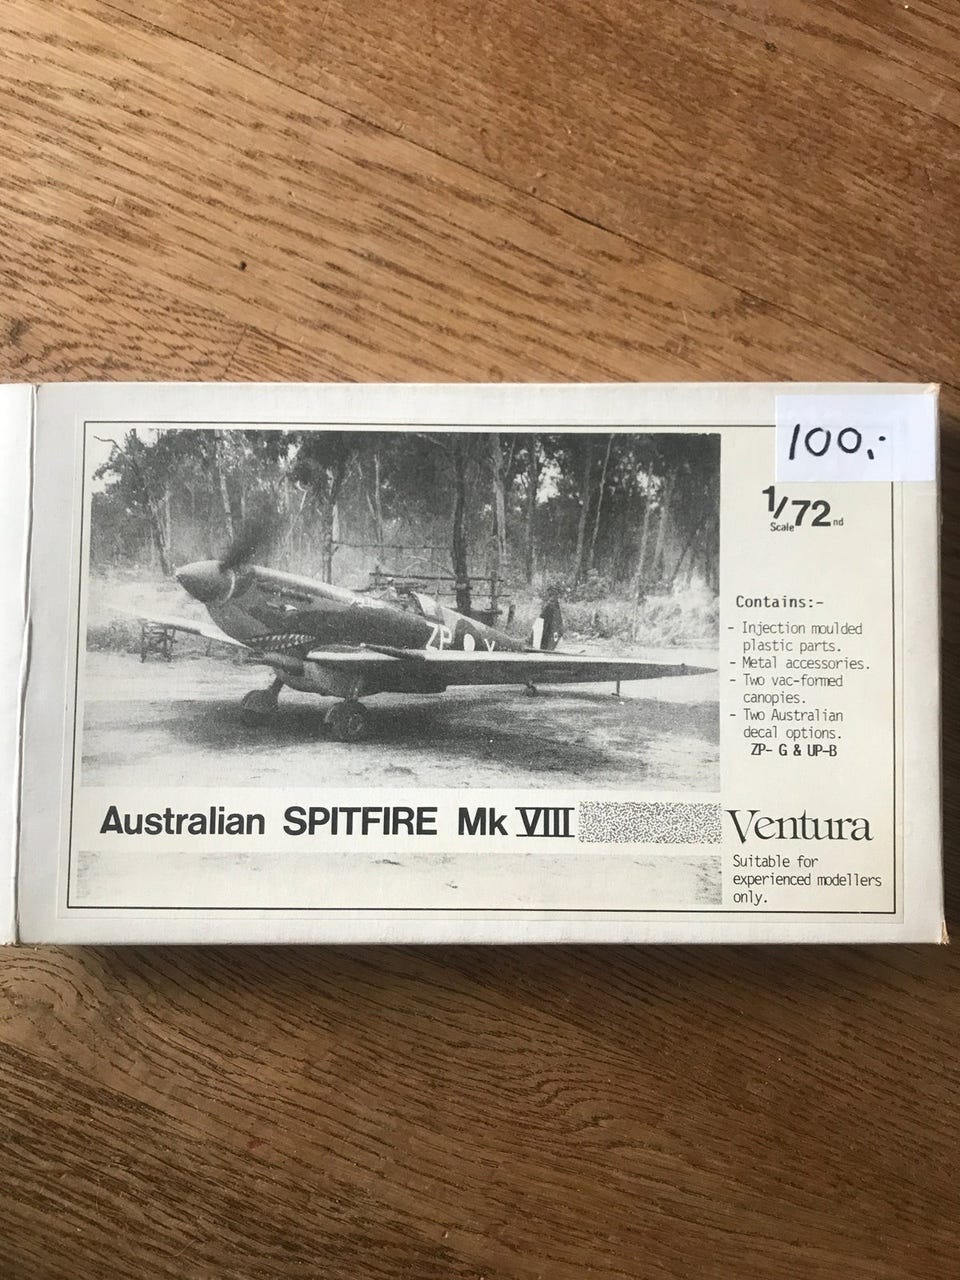 100,-
1/72nd
Scale
Contains:-
- Injection moulded
plastic parts.
- Metal accessories.
- Two vac-formed
canopies.
- Two Australian
decal options.
ZP- G & UP-B
ZP Y
Australian SPITFIRE Mk VIII
Ventura
Suitable for
experienced modellers
only.